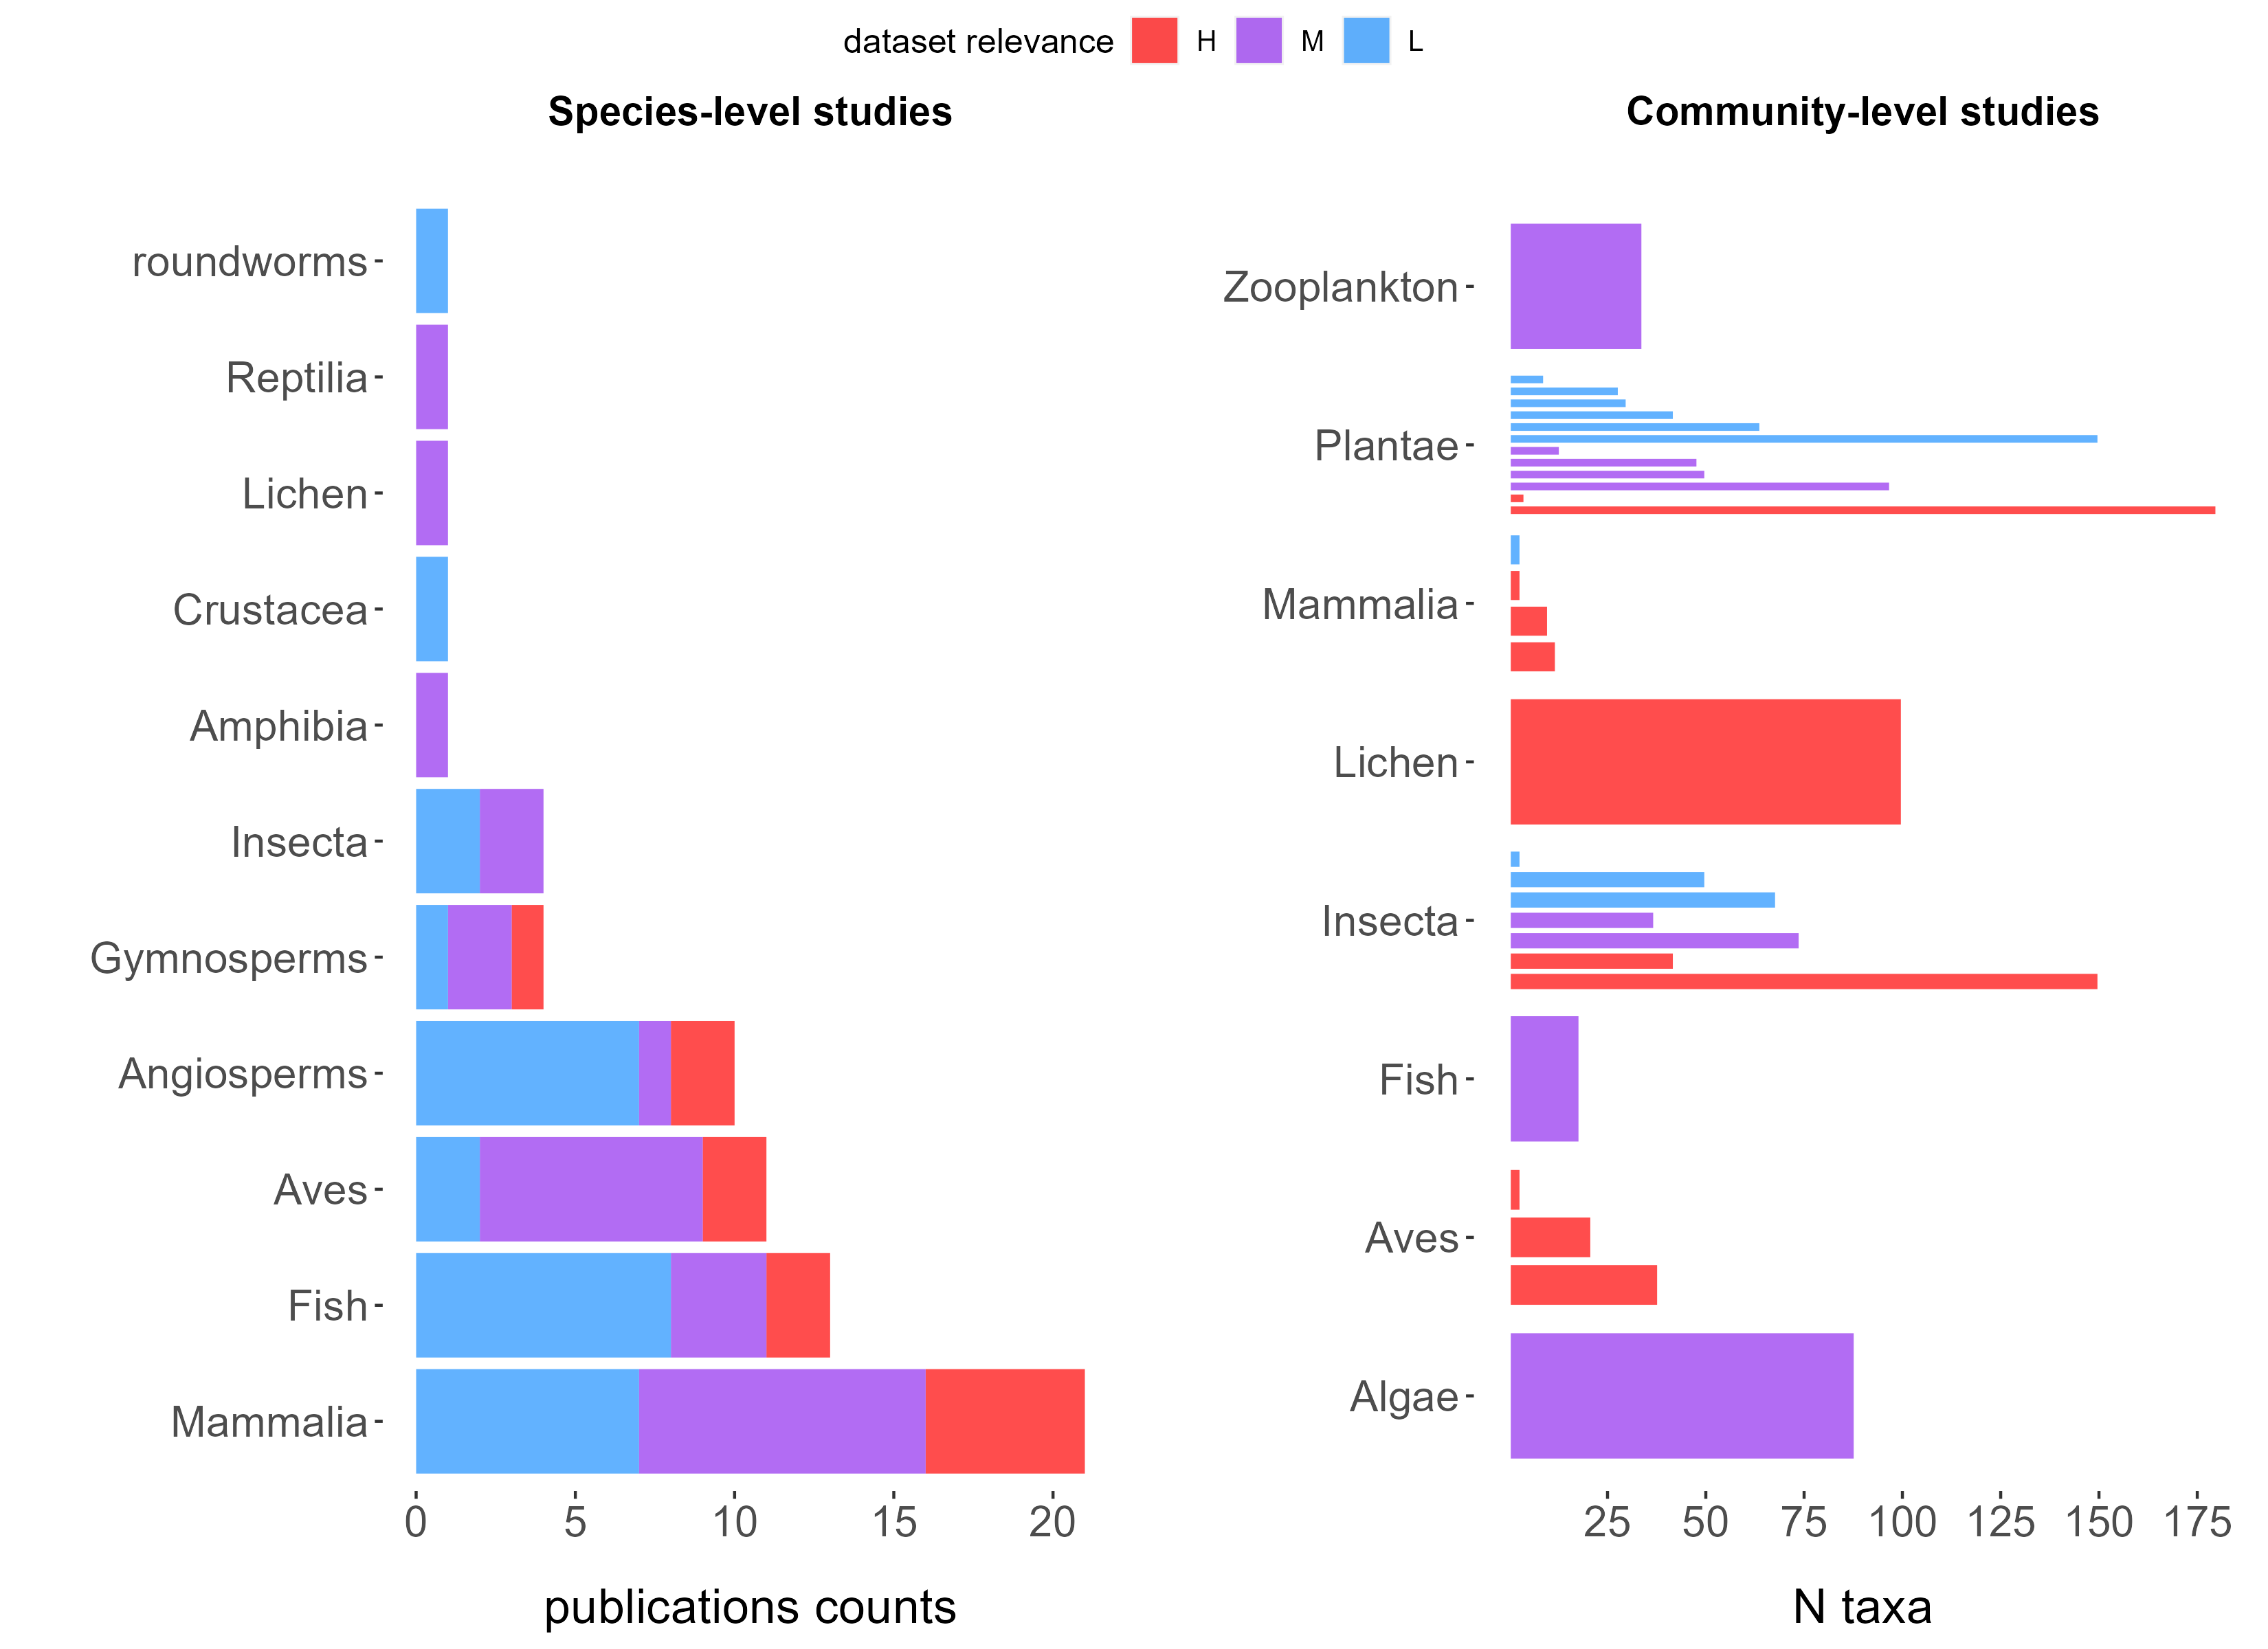 dataset relevance H M L
Species-level studies
roundworms
Reptilia
Lichen
Crustacea
Amphibia
Insecta
Gymnosperms
Angiosperms
Aves
Fish
Mammalia
0 5 10 15 20
publications counts
Community-level studies
Zooplankton
Plantae
Mammalia
Lichen
Insecta
Fish
Aves
Algae
25 50 75 100 125 150 175
N taxa